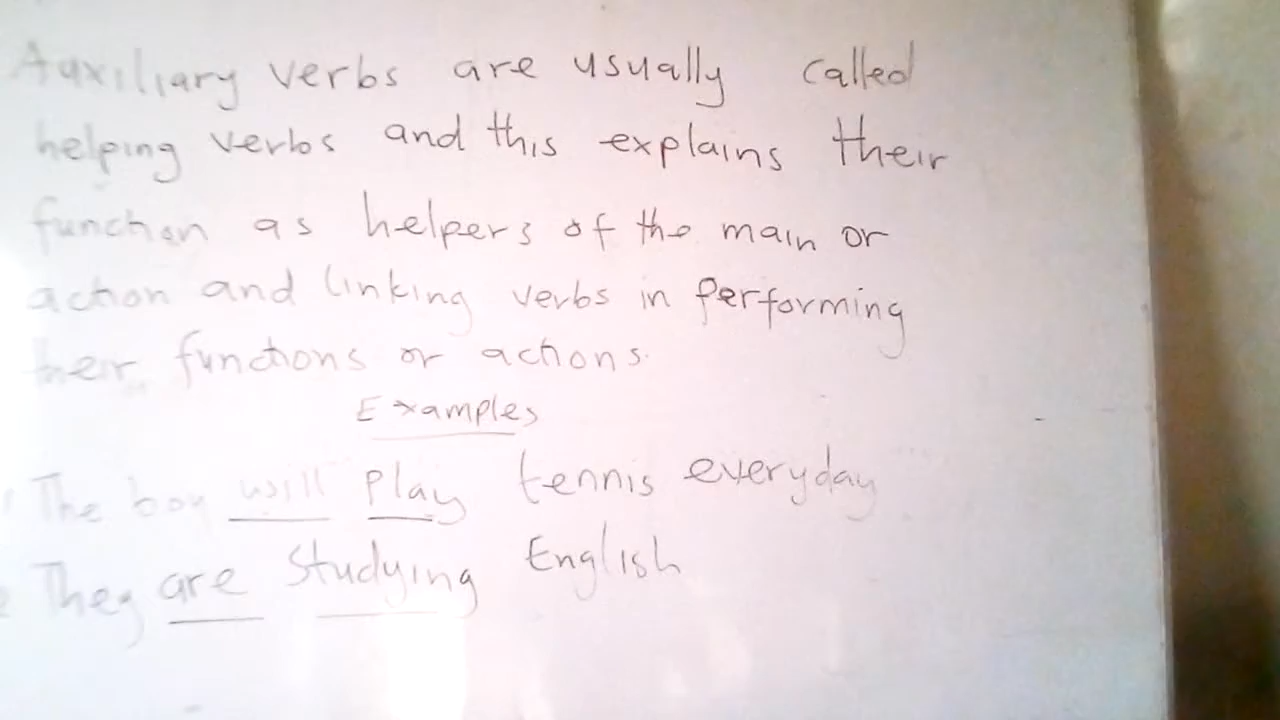 Auxiliary verbs are usually called
helping verbs and this explains their
function as helpers of the main or
action and linking verbs in performing
their functions or actions.
Examples
1 The boy will play tennis everyday
2 They are studying English